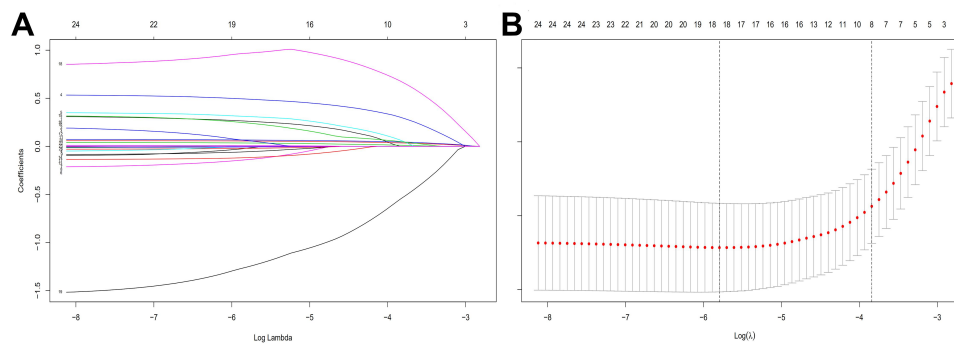 A
24 22 19 16 10 3
Coefficients
1.0
0.5
0.0
−0.5
−1.0
−1.5
−8 −7 −6 −5 −4 −3
Log Lambda
B
24 24 24 24 23 23 22 21 20 20 20 19 18 18 17 17 16 14 13 12 11 10 8 7 7 5 5 3
−8 −7 −6 −5 −4 −3
Log(λ)